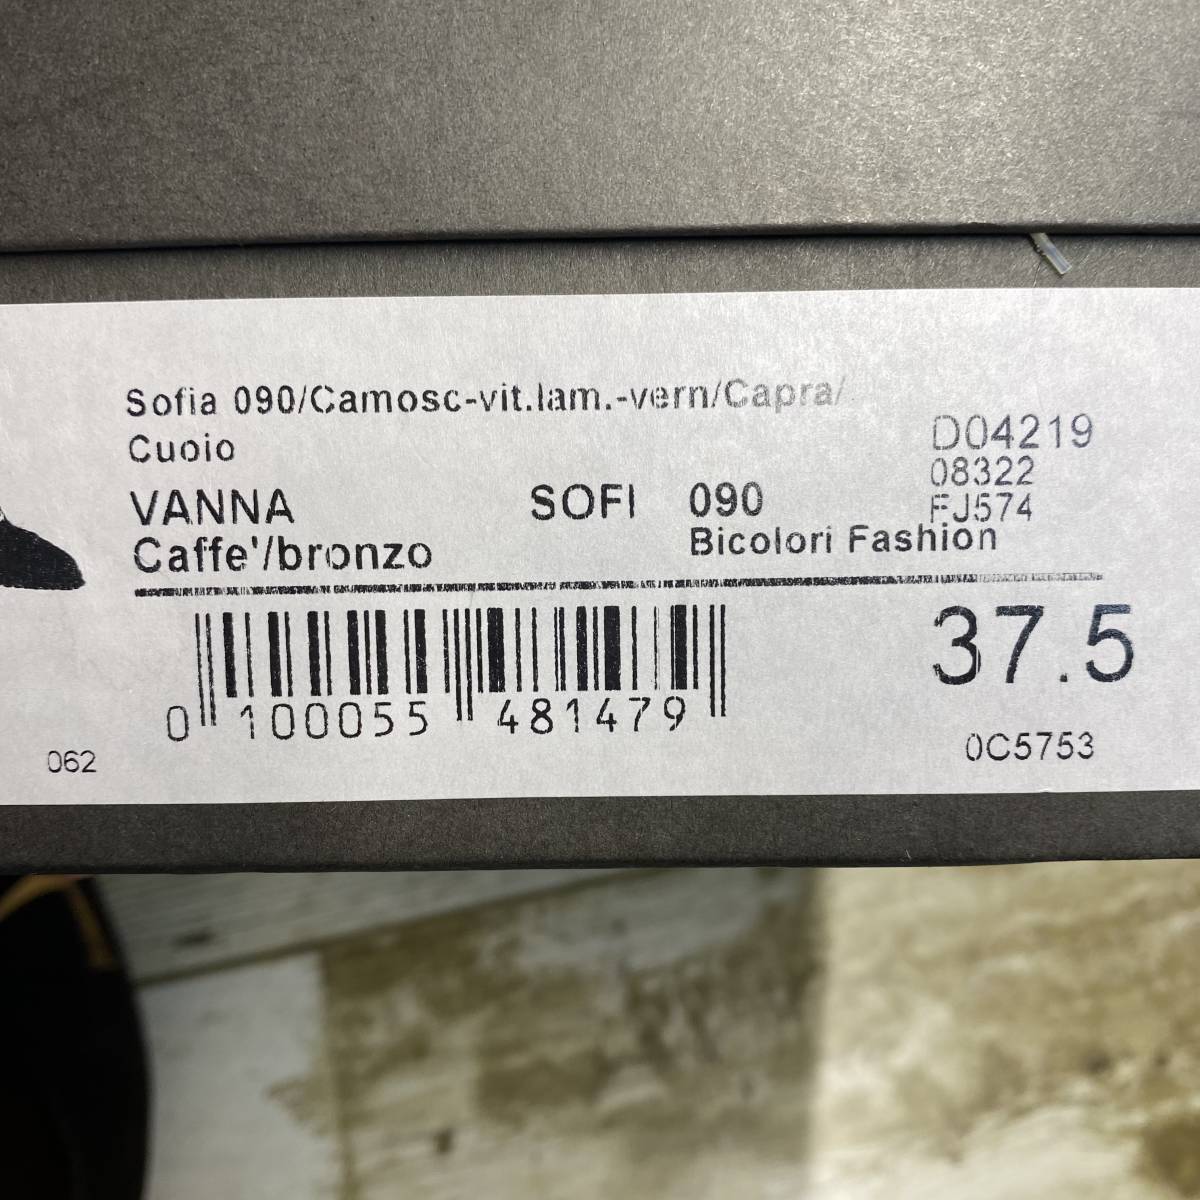 Sofia 090/Camosc-vit.lam.-vern/Capra/
Cuoio
D04219
08322
VANNA SOFI 090 FJ574
Caffe'/bronzo Bicolori Fashion
37.5
0 100055 481479
062
0C5753